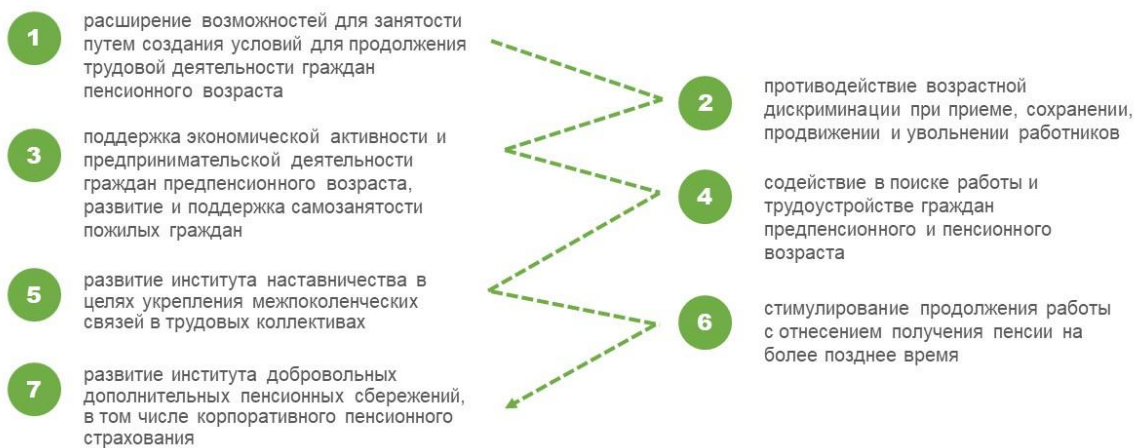 1
расширение возможностей для занятости
путем создания условий для продолжения
трудовой деятельности граждан
пенсионного возраста
2
противодействие возрастной
дискриминации при приеме, сохранении,
продвижении и увольнении работников
3
поддержка экономической активности и
предпринимательской деятельности
граждан предпенсионного возраста,
развитие и поддержка самозанятости
пожилых граждан
4
содействие в поиске работы и
трудоустройстве граждан
предпенсионного и пенсионного
возраста
5
развитие института наставничества в
целях укрепления межпоколенческих
связей в трудовых коллективах
6
стимулирование продолжения работы
с отнесением получения пенсии на
более позднее время
7
развитие института добровольных
дополнительных пенсионных сбережений,
в том числе корпоративного пенсионного
страхования